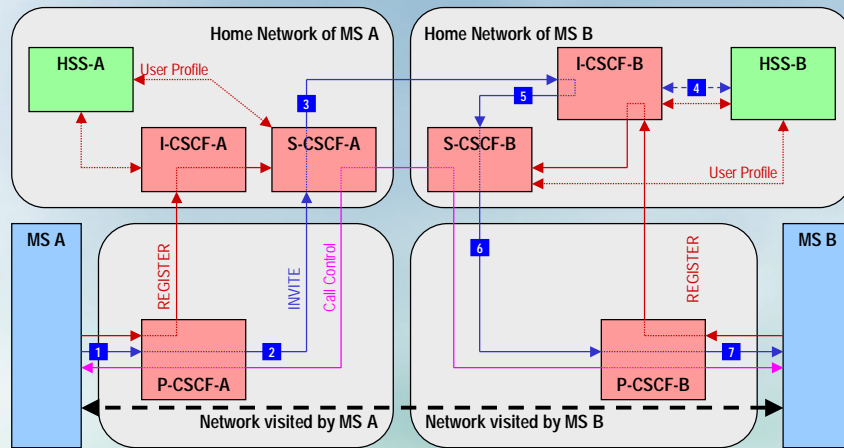 Home Network of MS A
Home Network of MS B
HSS-A
User Profile
I-CSCF-B
HSS-B
3
5
4
I-CSCF-A
S-CSCF-A
S-CSCF-B
User Profile
MS A
REGISTER
INVITE
Call Control
6
REGISTER
MS B
1
2
7
P-CSCF-A
P-CSCF-B
Network visited by MS A
Network visited by MS B